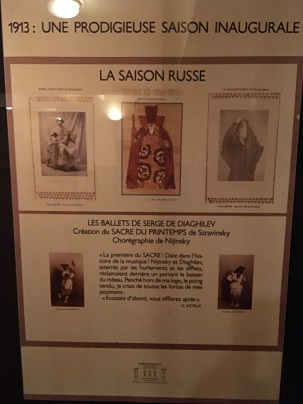 1913 : UNE PRODIGIEUSE SAISON INAUGURALE
LA SAISON RUSSE
LES BALLETS DE SERGE DE DIAGHILEV
Création du SACRE DU PRINTEMPS de Stravinsky
Chorégraphie de Nijinsky
«La première du SACRE! Date dans l'his-
toire de la musique! Nijinsky et Diaghilev,
atterrés par les hurlements et les sifflets,
réclamaient derrière un portant le baisser
du rideau. Penché hors de ma loge, le poing
tendu, je criais de toutes les forces de mes
poumons :
« Ecoutez d'abord, vous sifflerez après »
G. ASTRUC